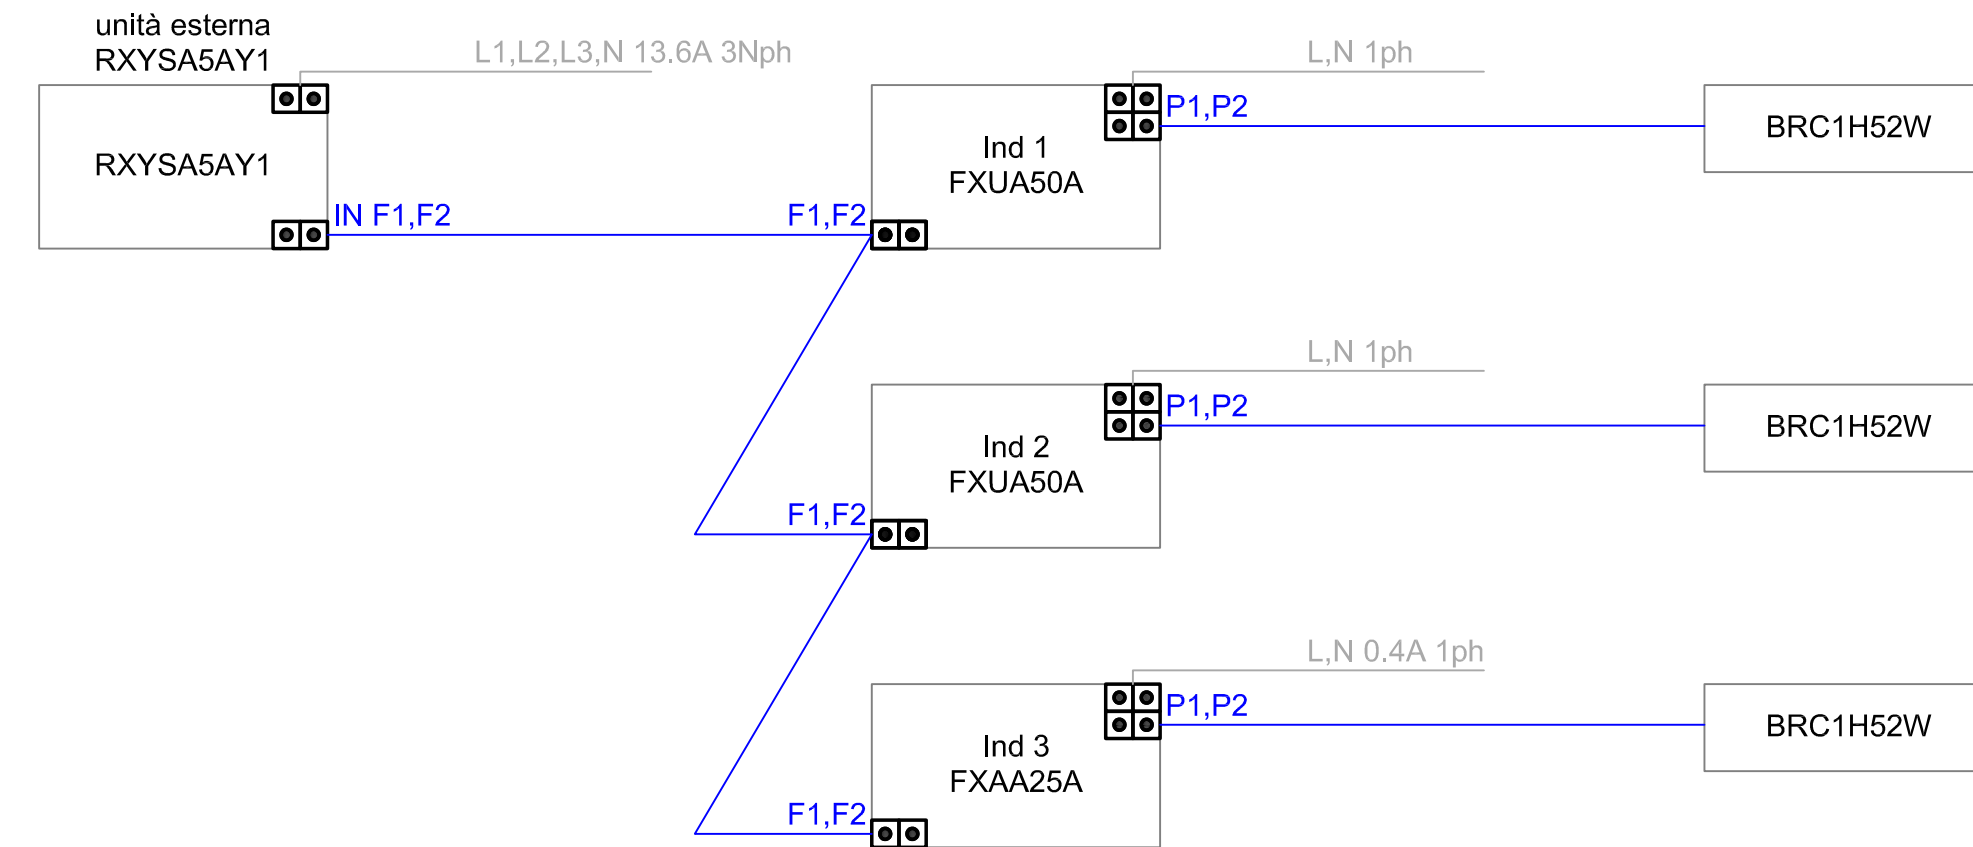 unità esterna
RXYSA5AY1
L1,L2,L3,N 13.6A 3Nph
L,N 1ph
RXYSA5AY1
IN F1,F2
F1,F2
Ind 1
FXUA50A
P1,P2
BRC1H52W
L,N 1ph
F1,F2
Ind 2
FXUA50A
P1,P2
BRC1H52W
L,N 0.4A 1ph
F1,F2
Ind 3
FXAA25A
P1,P2
BRC1H52W